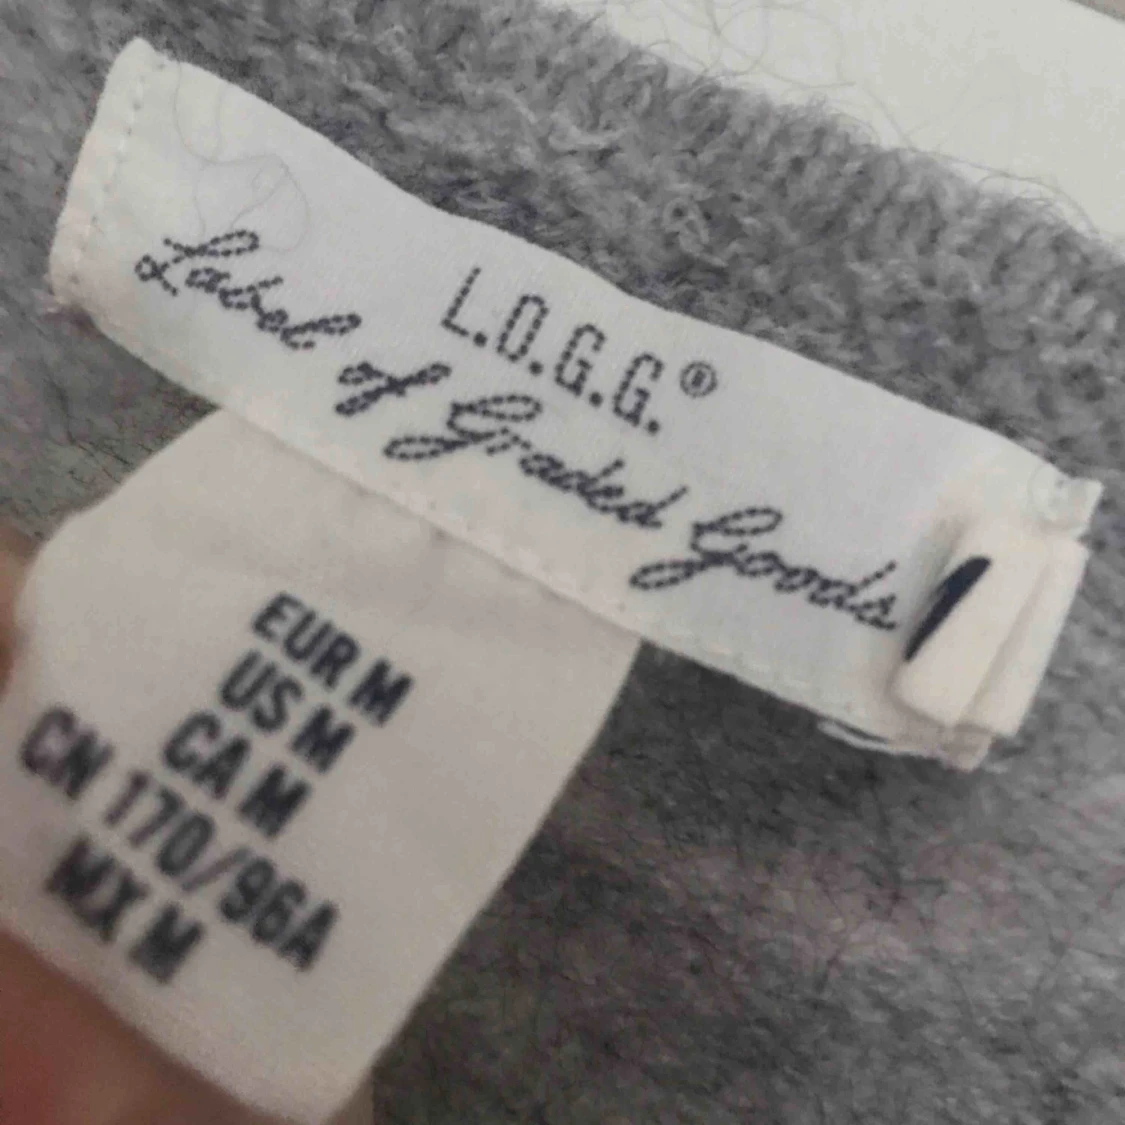 L.O.G.G.®
Label of Graded Goods
EUR M
US M
CA M
CN 170/96A
MX M